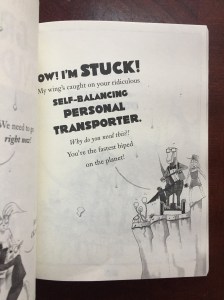 OW! I'M STUCK!
My wing's caught on your ridiculous
SELF-BALANCING
PERSONAL
TRANSPORTER.
Why do you need this?!
You're the fastest biped
on the planet!
We need to g
right now!